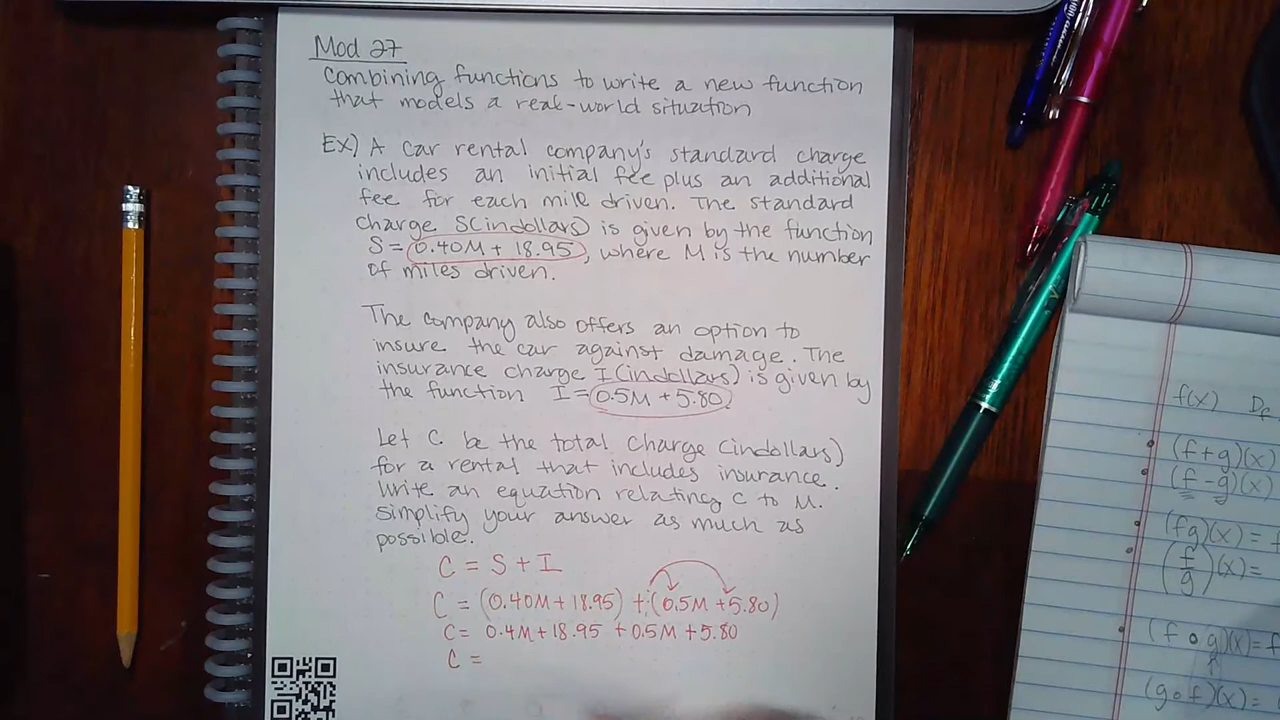 Mod 27
Combining functions to write a new function
that models a real-world situation
Ex) A car rental company's standard charge
includes an initial fee plus an additional
fee for each mile driven. The standard
charge S(in dollars) is given by the function
S = 0.40M + 18.95, where M is the number
of miles driven.
The company also offers an option to
insure the car against damage. The
insurance charge I (in dollars) is given by
the function I = 0.5M + 5.80.
Let C be the total charge (in dollars)
for a rental that includes insurance.
Write an equation relating C to M.
simplify your answer as much as
possible.
C = S + I
C = (0.40M + 18.95) + (0.5M + 5.80)
C = 0.4M + 18.95 + 0.5M + 5.80
C =
f(x) Df
(f+g)(x)
(f-g)(x)
(fg)(x) =
(f/g)(x) =
(f∘g)(x) = f
(g∘f)(x) =